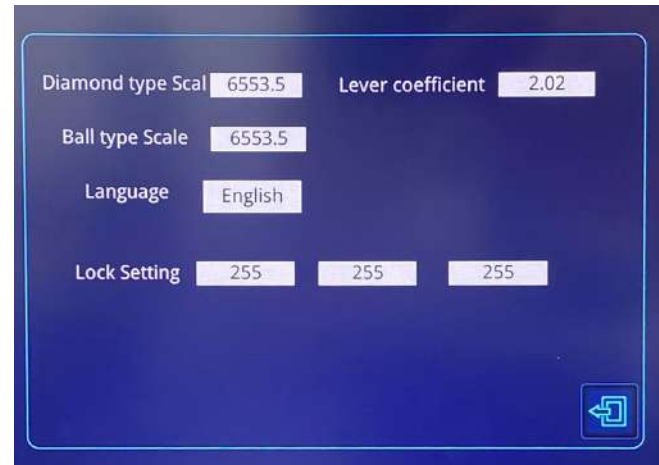 Diamond type Scal 6553.5 Lever coefficient 2.02
Ball type Scale 6553.5
Language English
Lock Setting 255 255 255